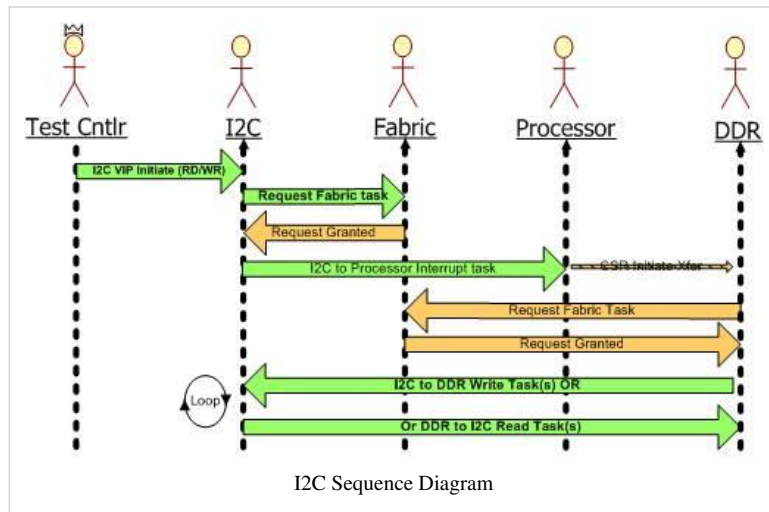 Test Cntlr
I2C
Fabric
Processor
DDR
I2C VIP Initiate (RD/WR)
Request Fabric task
Request Granted
I2C to Processor Interrupt task
CSR Initiate Xfer
Request Fabric Task
Request Granted
I2C to DDR Write Task(s) OR
Loop
Or DDR to I2C Read Task(s)
I2C Sequence Diagram